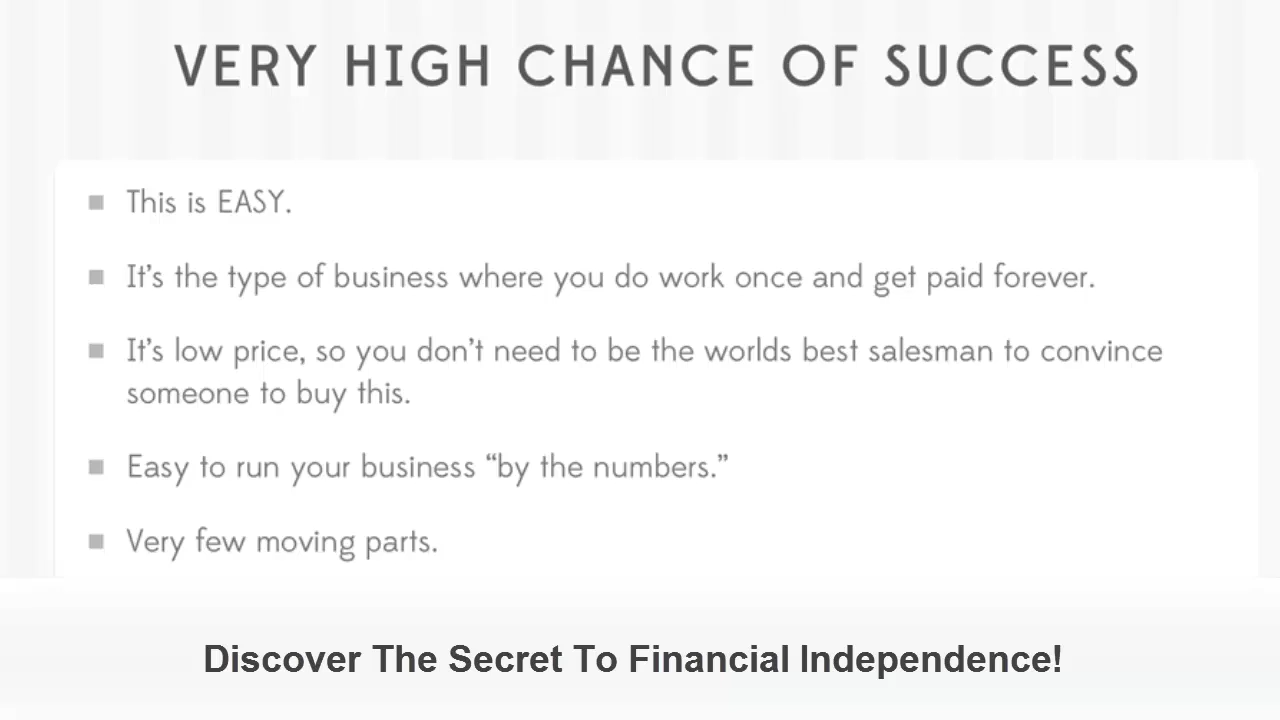 VERY HIGH CHANCE OF SUCCESS
This is EASY.
It's the type of business where you do work once and get paid forever.
It's low price, so you don't need to be the worlds best salesman to convince
someone to buy this.
Easy to run your business “by the numbers.”
Very few moving parts.
Discover The Secret To Financial Independence!